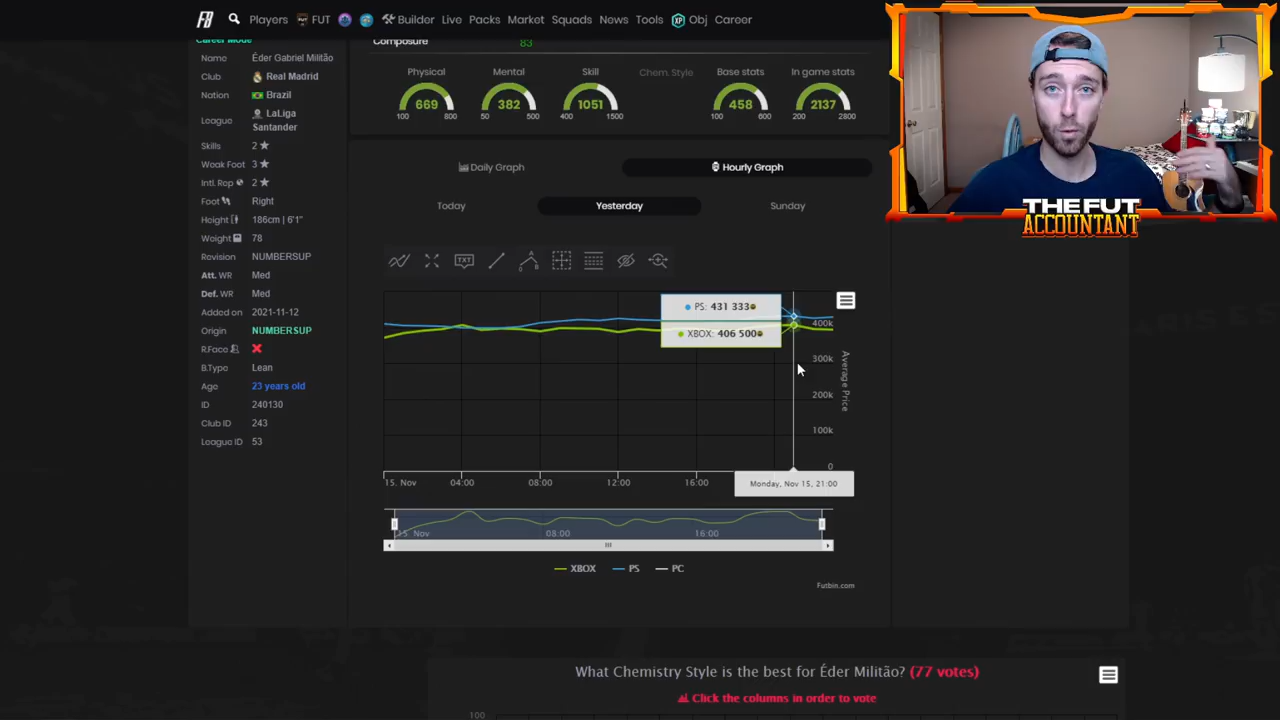 FB Players FUT Builder Live Packs Market Squads News Tools XP Obj Career
Career Mode
Name Éder Gabriel Militão
Club Real Madrid
Nation Brazil
League LaLiga Santander
Skills 2
Weak Foot 3
Intl. Rep 2
Foot Right
Height 186cm | 6'1"
Weight 78
Revision NUMBERSUP
Att. WR Med
Def. WR Med
Added on 2021-11-12
Origin NUMBERSUP
R.Face
B.Type Lean
Age 23 years old
ID 240130
Club ID 243
League ID 53
Composure 83
Physical Mental Skill Chem. Style Base stats In game stats
669 382 1051 458 2137
100 800 50 500 400 1500 100 600 200 2800
Daily Graph Hourly Graph
Today Yesterday Sunday
TXT
PS: 431 333
XBOX: 406 500
400k
300k
200k
100k
0
Average Price
15. Nov 04:00 08:00 12:00 16:00
Monday, Nov 15, 21:00
15. Nov 08:00 16:00
XBOX PS PC
Futbin.com
What Chemistry Style is the best for Éder Militão? (77 votes)
Click the columns in order to vote
100
THE FUT
ACCOUNTANT